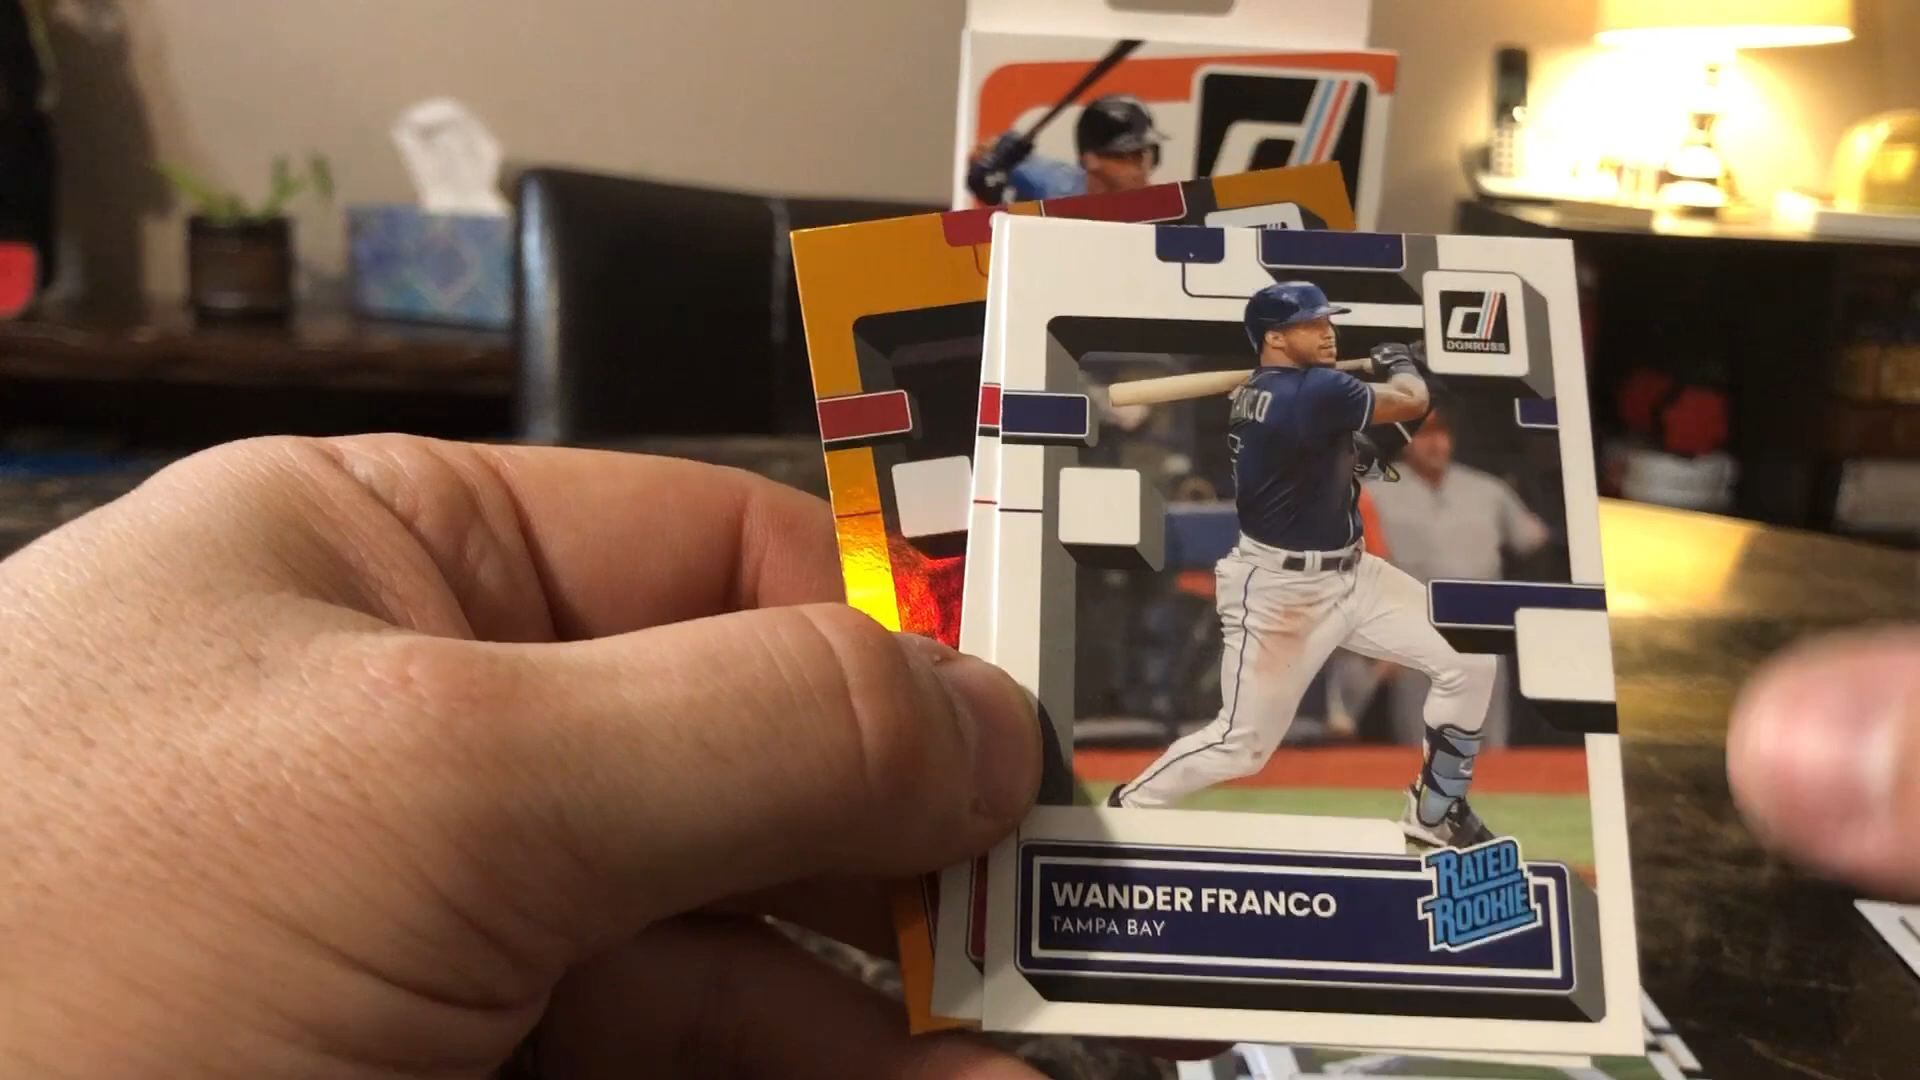 DONRUSS
WANDER FRANCO
TAMPA BAY
RATED
ROOKIE